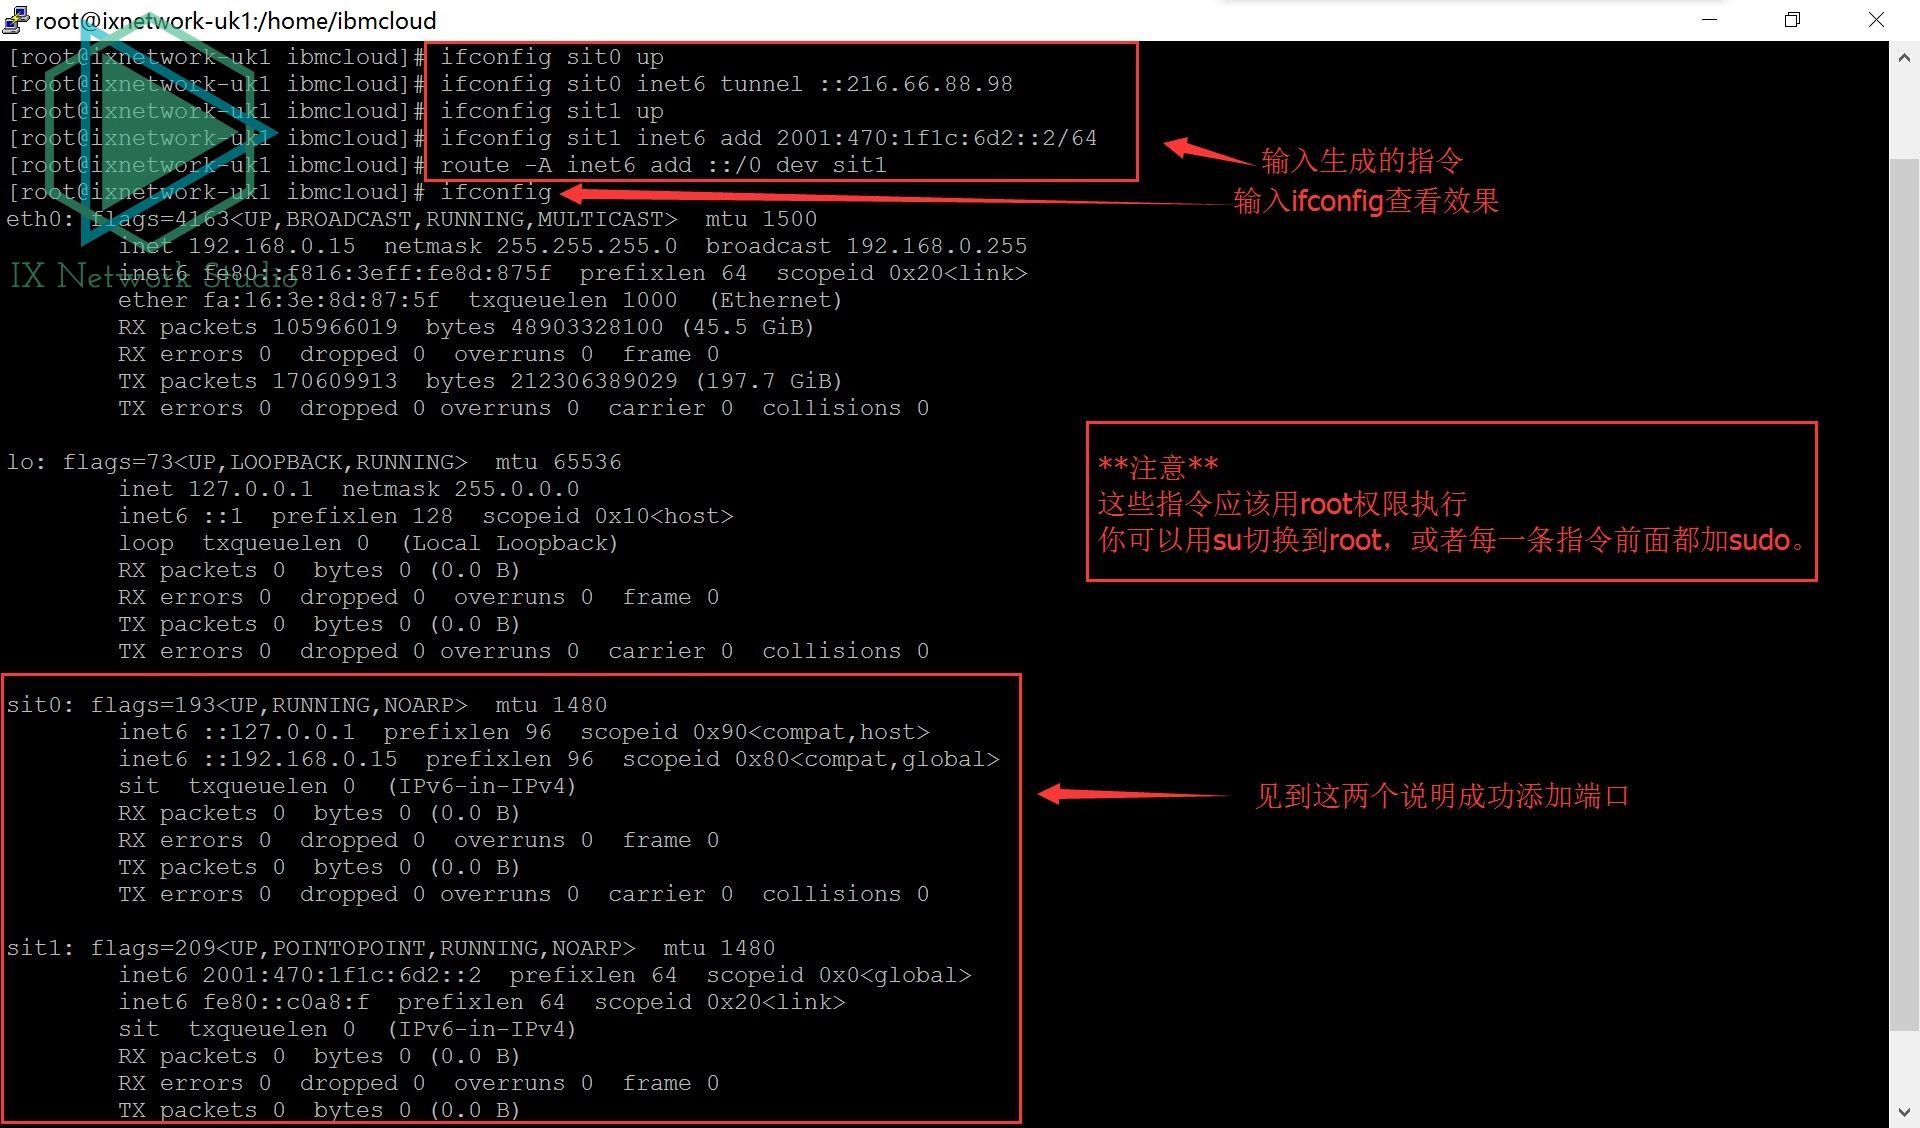 root@ixnetwork-uk1:/home/ibmcloud
[root@ixnetwork-uk1 ibmcloud]# ifconfig sit0 up
[root@ixnetwork-uk1 ibmcloud]# ifconfig sit0 inet6 tunnel ::216.66.88.98
[root@ixnetwork-uk1 ibmcloud]# ifconfig sit1 up
[root@ixnetwork-uk1 ibmcloud]# ifconfig sit1 inet6 add 2001:470:1f1c:6d2::2/64
[root@ixnetwork-uk1 ibmcloud]# route -A inet6 add ::/0 dev sit1
输入生成的指令
[root@ixnetwork-uk1 ibmcloud]# ifconfig
输入ifconfig查看效果
eth0: flags=4163<UP,BROADCAST,RUNNING,MULTICAST>  mtu 1500
inet 192.168.0.15  netmask 255.255.255.0  broadcast 192.168.0.255
IX Network Studio
inet6 fe80::f816:3eff:fe8d:875f  prefixlen 64  scopeid 0x20<link>
ether fa:16:3e:8d:87:5f  txqueuelen 1000  (Ethernet)
RX packets 105966019  bytes 48903328100 (45.5 GiB)
RX errors 0  dropped 0  overruns 0  frame 0
TX packets 170609913  bytes 212306389029 (197.7 GiB)
TX errors 0  dropped 0 overruns 0  carrier 0  collisions 0
lo: flags=73<UP,LOOPBACK,RUNNING>  mtu 65536
inet 127.0.0.1  netmask 255.0.0.0
inet6 ::1  prefixlen 128  scopeid 0x10<host>
loop  txqueuelen 0  (Local Loopback)
RX packets 0  bytes 0 (0.0 B)
RX errors 0  dropped 0  overruns 0  frame 0
TX packets 0  bytes 0 (0.0 B)
TX errors 0  dropped 0 overruns 0  carrier 0  collisions 0
**注意**
这些指令应该用root权限执行
你可以用su切换到root，或者每一条指令前面都加sudo。
sit0: flags=193<UP,RUNNING,NOARP>  mtu 1480
inet6 ::127.0.0.1  prefixlen 96  scopeid 0x90<compat,host>
inet6 ::192.168.0.15  prefixlen 96  scopeid 0x80<compat,global>
sit  txqueuelen 0  (IPv6-in-IPv4)
RX packets 0  bytes 0 (0.0 B)
RX errors 0  dropped 0  overruns 0  frame 0
TX packets 0  bytes 0 (0.0 B)
TX errors 0  dropped 0 overruns 0  carrier 0  collisions 0
见到这两个说明成功添加端口
sit1: flags=209<UP,POINTOPOINT,RUNNING,NOARP>  mtu 1480
inet6 2001:470:1f1c:6d2::2  prefixlen 64  scopeid 0x0<global>
inet6 fe80::c0a8:f  prefixlen 64  scopeid 0x20<link>
sit  txqueuelen 0  (IPv6-in-IPv4)
RX packets 0  bytes 0 (0.0 B)
RX errors 0  dropped 0  overruns 0  frame 0
TX packets 0  bytes 0 (0.0 B)